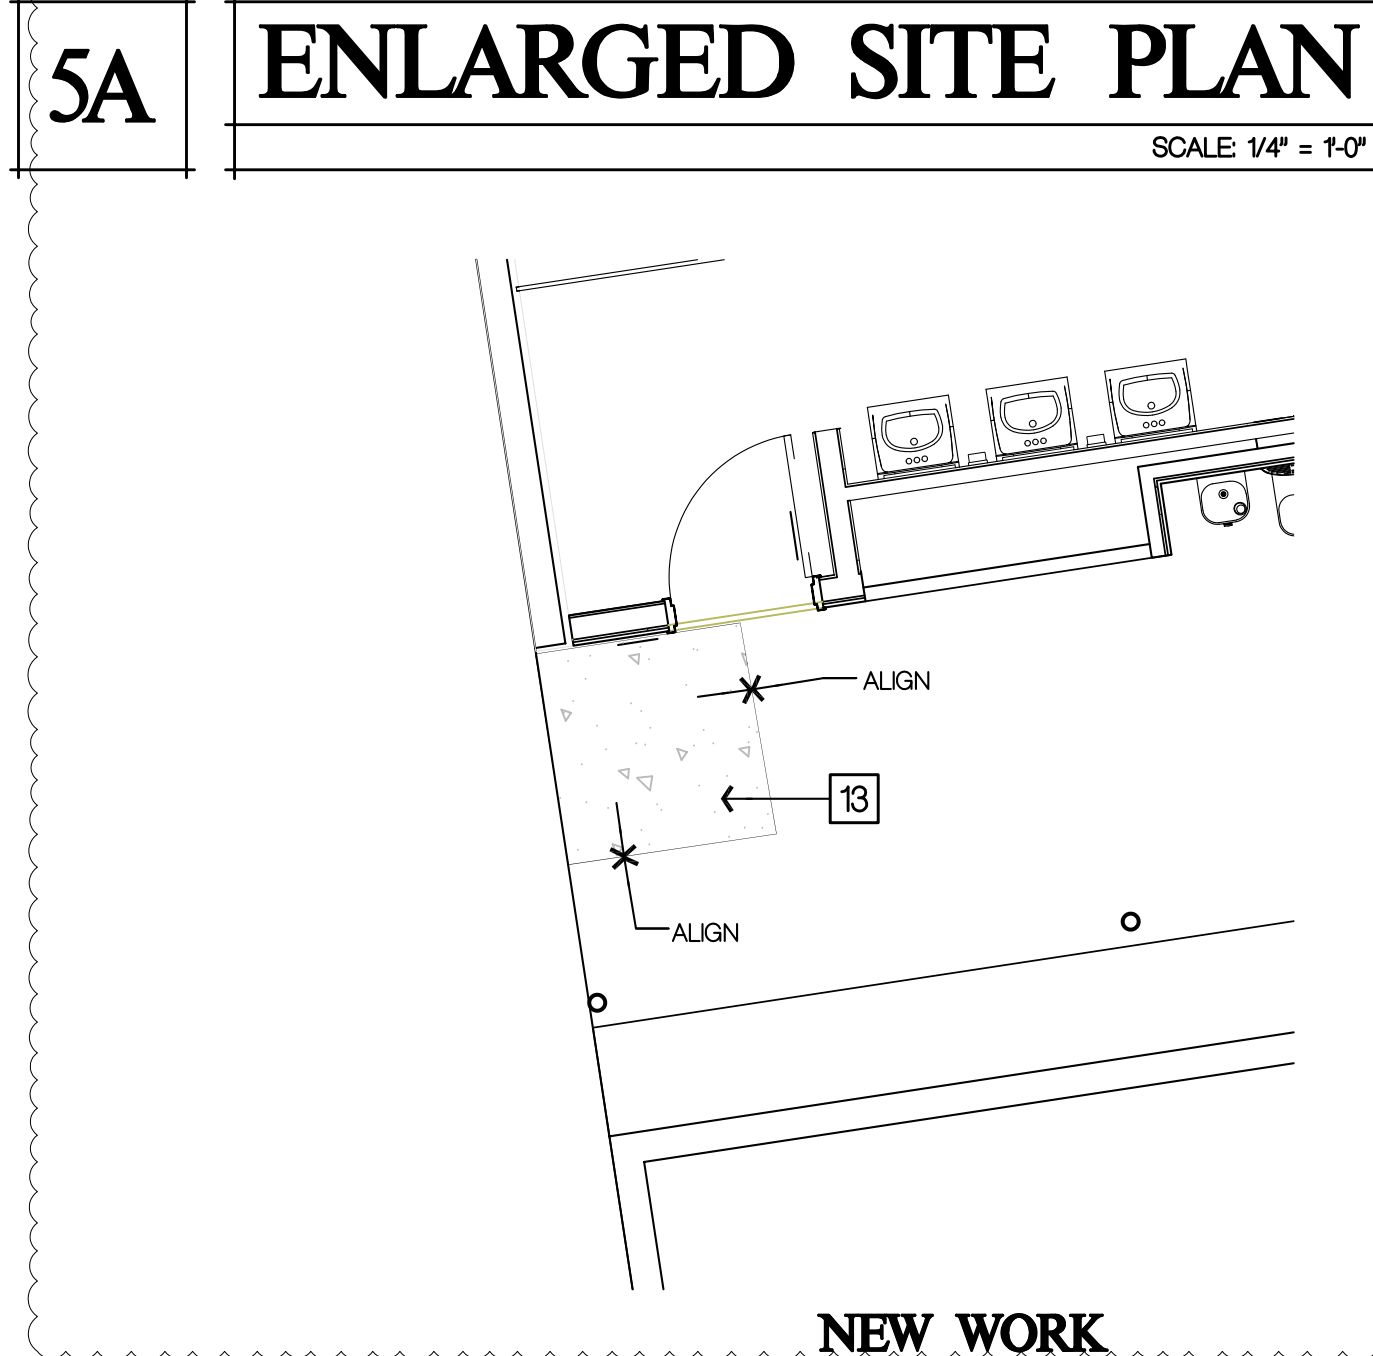 5A
ENLARGED SITE PLAN
SCALE: 1/4" = 1'-0"
ALIGN
13
ALIGN
NEW WORK